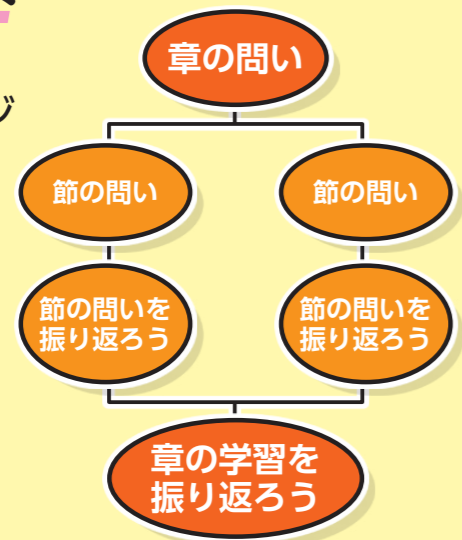 章の問い
ジ
節の問い
節の問い
節の問いを
振り返ろう
節の問いを
振り返ろう
章の学習を
振り返ろう